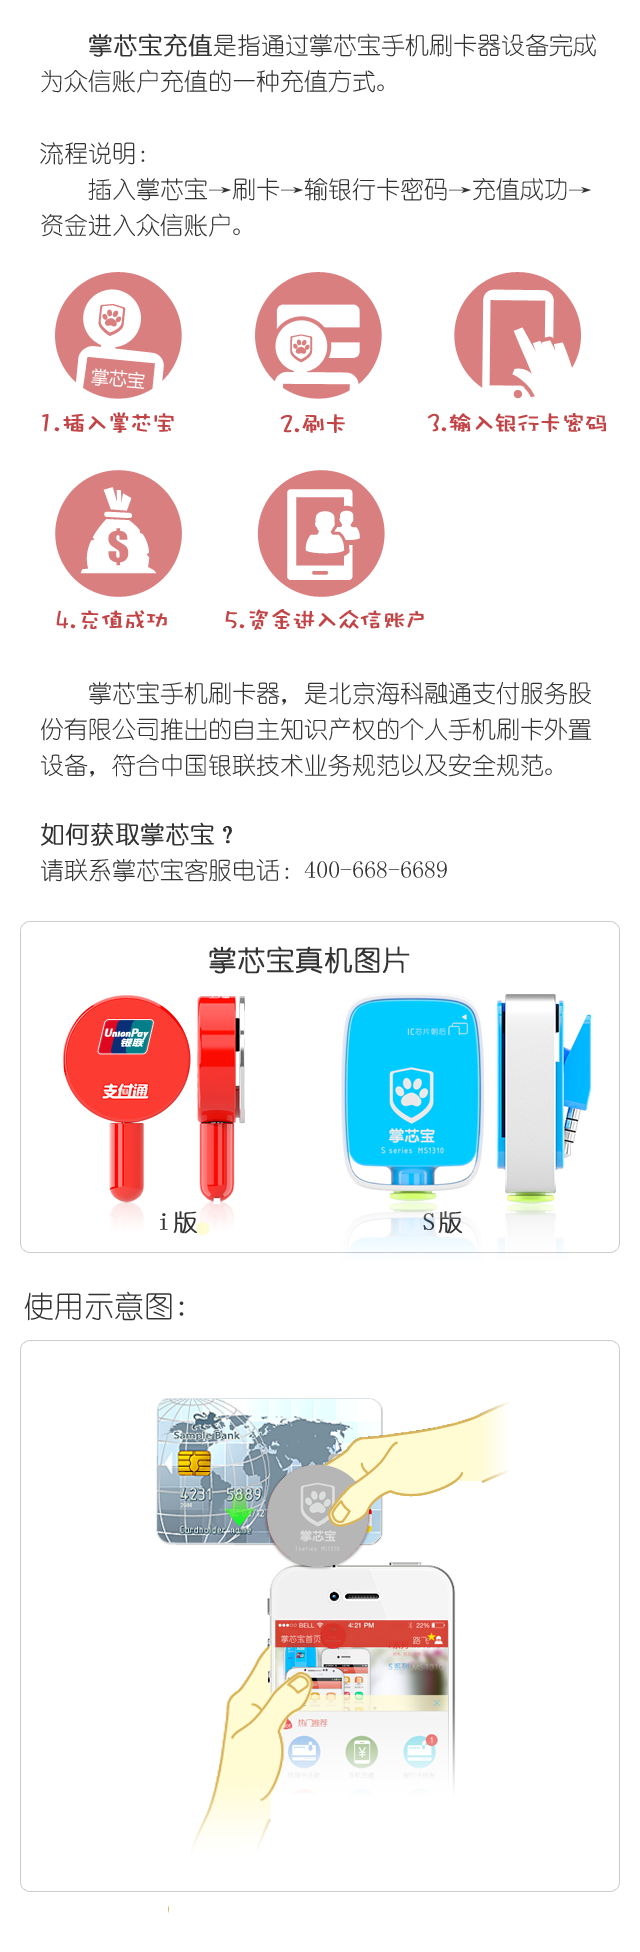 掌芯宝充值是指通过掌芯宝手机刷卡器设备完成
为众信账户充值的一种充值方式。
流程说明：
插入掌芯宝→刷卡→输银行卡密码→充值成功→
资金进入众信账户。
掌芯宝
1.插入掌芯宝
2.刷卡
3.输入银行卡密码
$
4.充值成功
5.资金进入众信账户
掌芯宝手机刷卡器，是北京海科融通支付服务股
份有限公司推出的自主知识产权的个人手机刷卡外置
设备，符合中国银联技术业务规范以及安全规范。
如何获取掌芯宝？
请联系掌芯宝客服电话：400-668-6689
掌芯宝真机图片
UnionPay
银联
支付通
IC芯片朝后
掌芯宝
S series MS1310
i版
S版
使用示意图：
Sample Bank
4231 5889
Cardholder name
掌芯宝
BELL 4:21 PM 22%
掌芯宝首页
热门推荐
¥
1